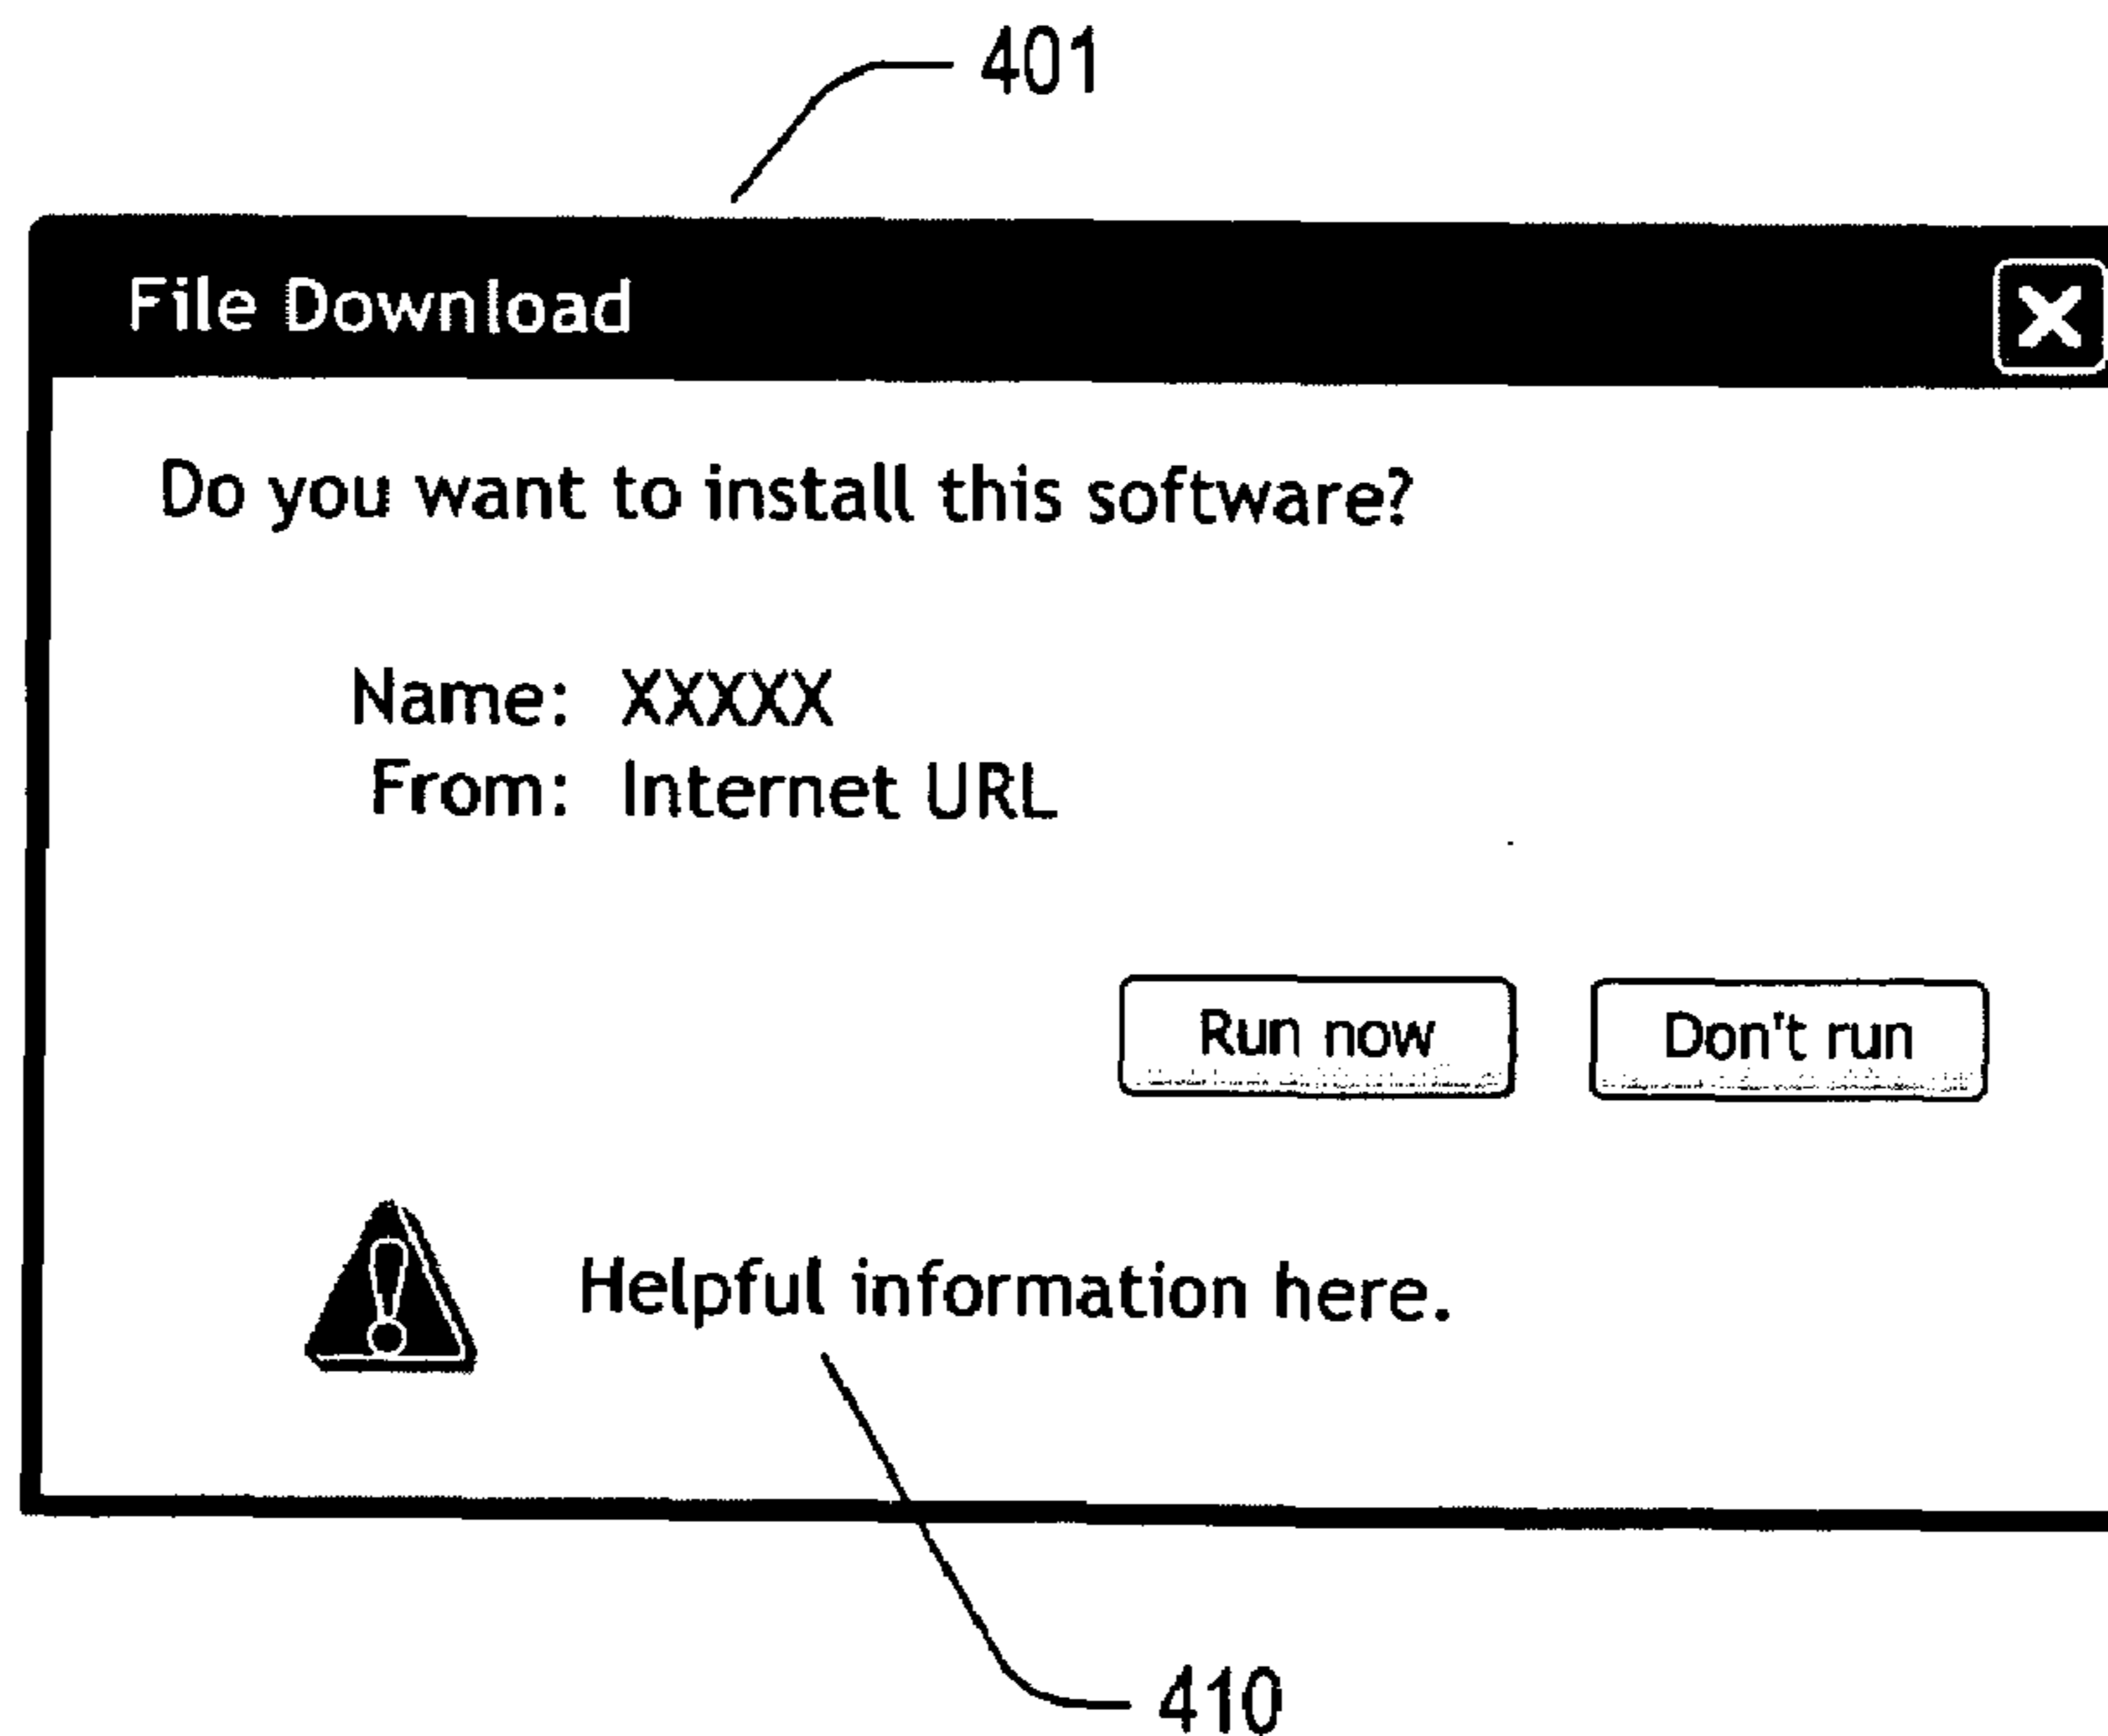 401
File Download
Do you want to install this software?
Name: XXXXX
From: Internet URL
Run now Don't run
Helpful information here.
410